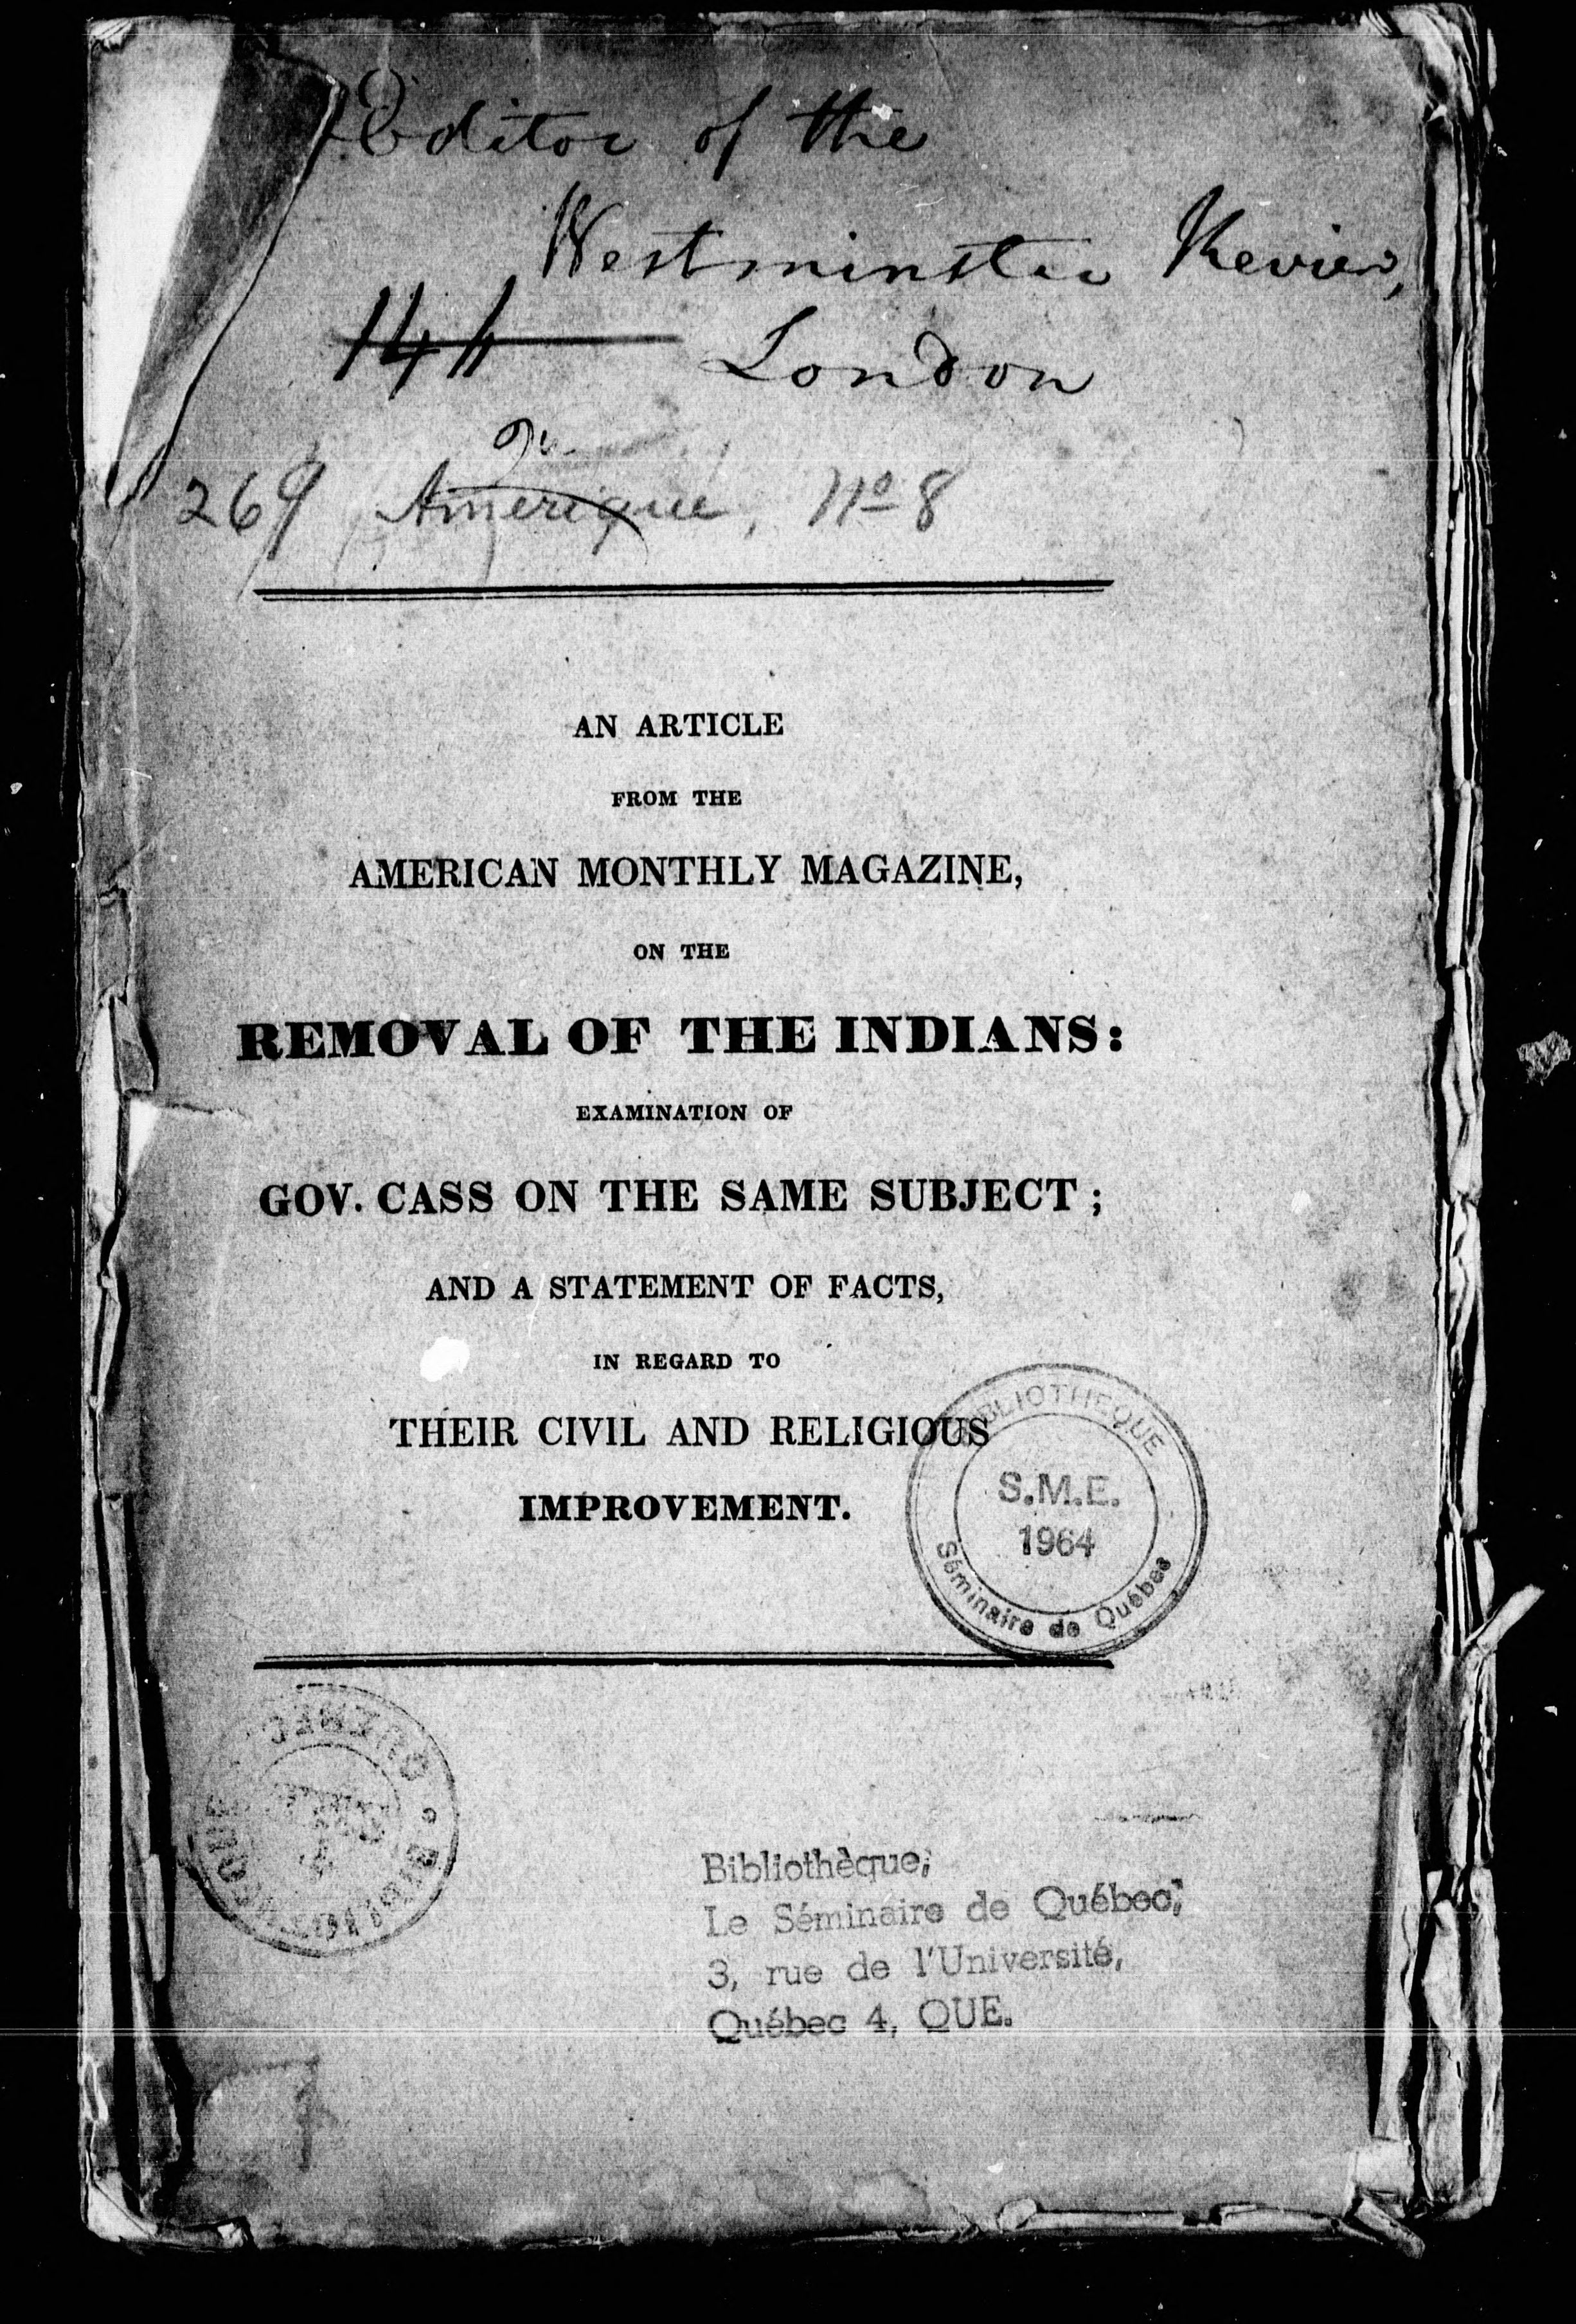 Editor of the
Westminster Review,
London
269 Amerique, No 8
AN ARTICLE
FROM THE
AMERICAN MONTHLY MAGAZINE,
ON THE
REMOVAL OF THE INDIANS:
EXAMINATION OF
GOV. CASS ON THE SAME SUBJECT;
AND A STATEMENT OF FACTS,
IN REGARD TO
THEIR CIVIL AND RELIGIOUS
IMPROVEMENT.
BIBLIOTHEQUE
S.M.E.
1964
Séminaire de Québec
Bibliothèque,
Le Séminaire de Québec,
3, rue de l'Université,
Québec 4, QUE.